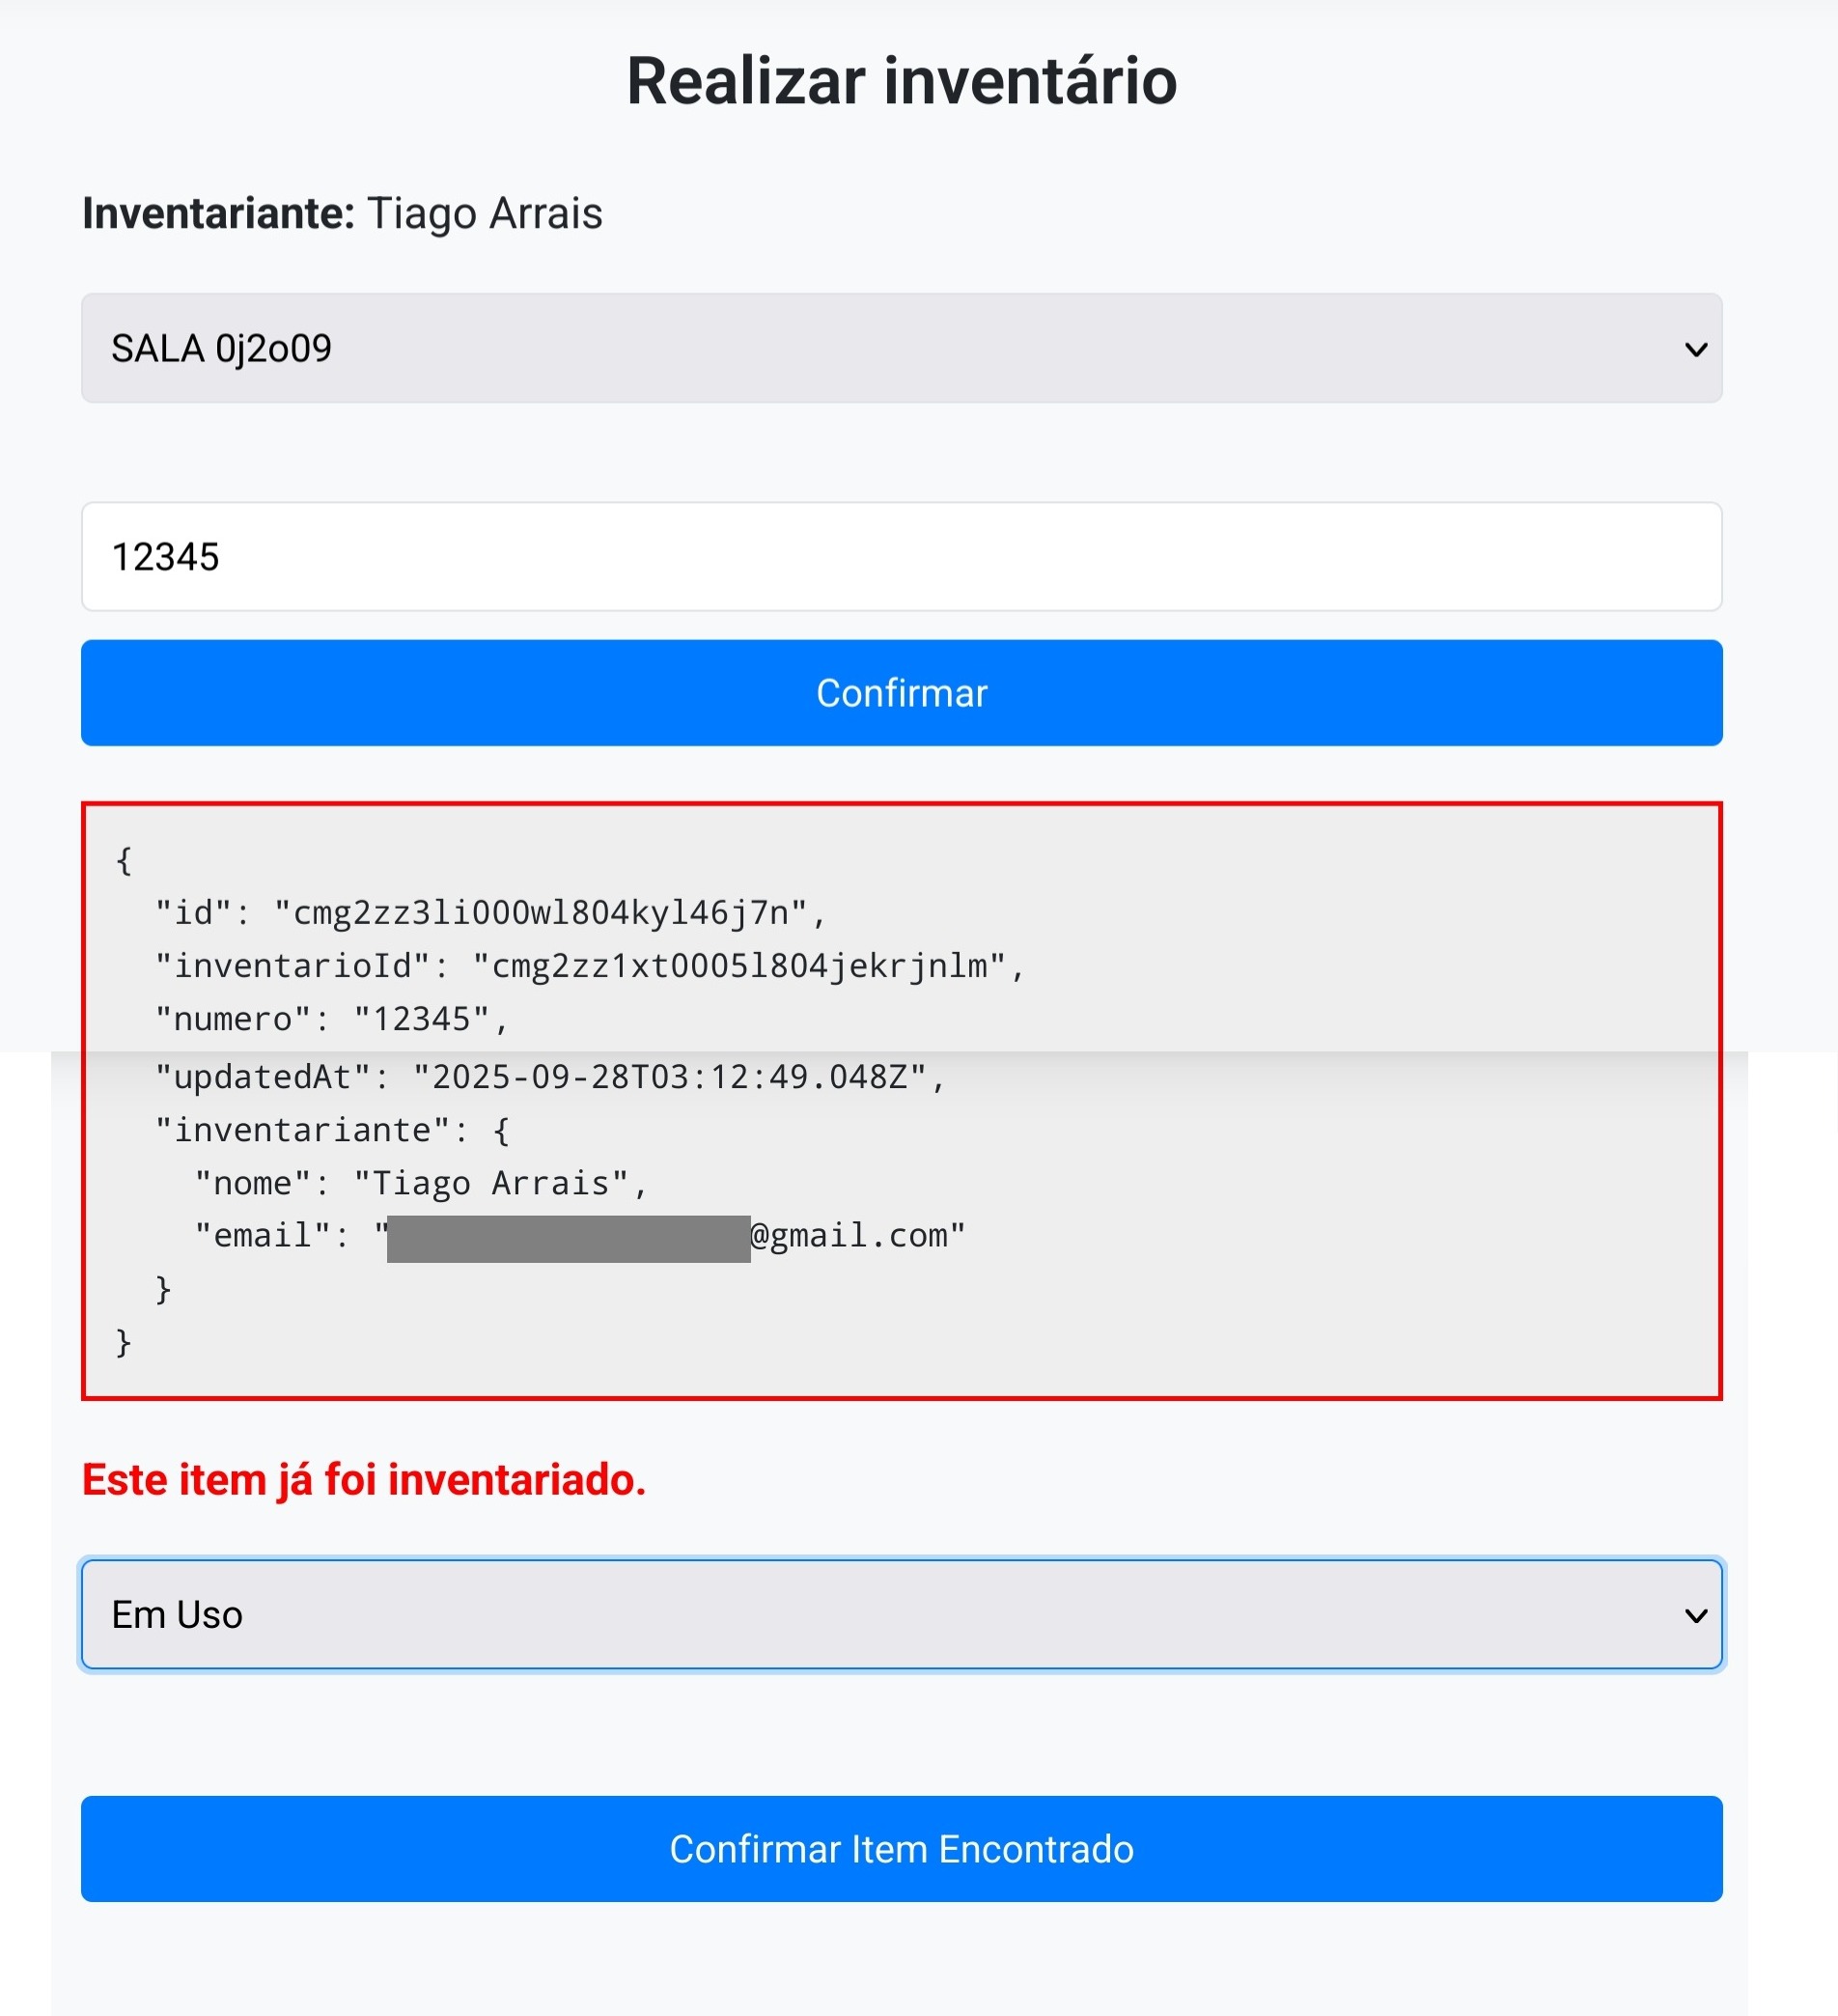 Realizar inventário
Inventariante: Tiago Arrais
SALA 0j2o09
12345
Confirmar
{
"id": "cmg2zz3li000wl804kyl46j7n",
"inventarioId": "cmg2zz1xt0005l804jekrjnlm",
"numero": "12345",
"updatedAt": "2025-09-28T03:12:49.048Z",
"inventariante": {
"nome": "Tiago Arrais",
"email": "@gmail.com"
}
}
Este item já foi inventariado.
Em Uso
Confirmar Item Encontrado